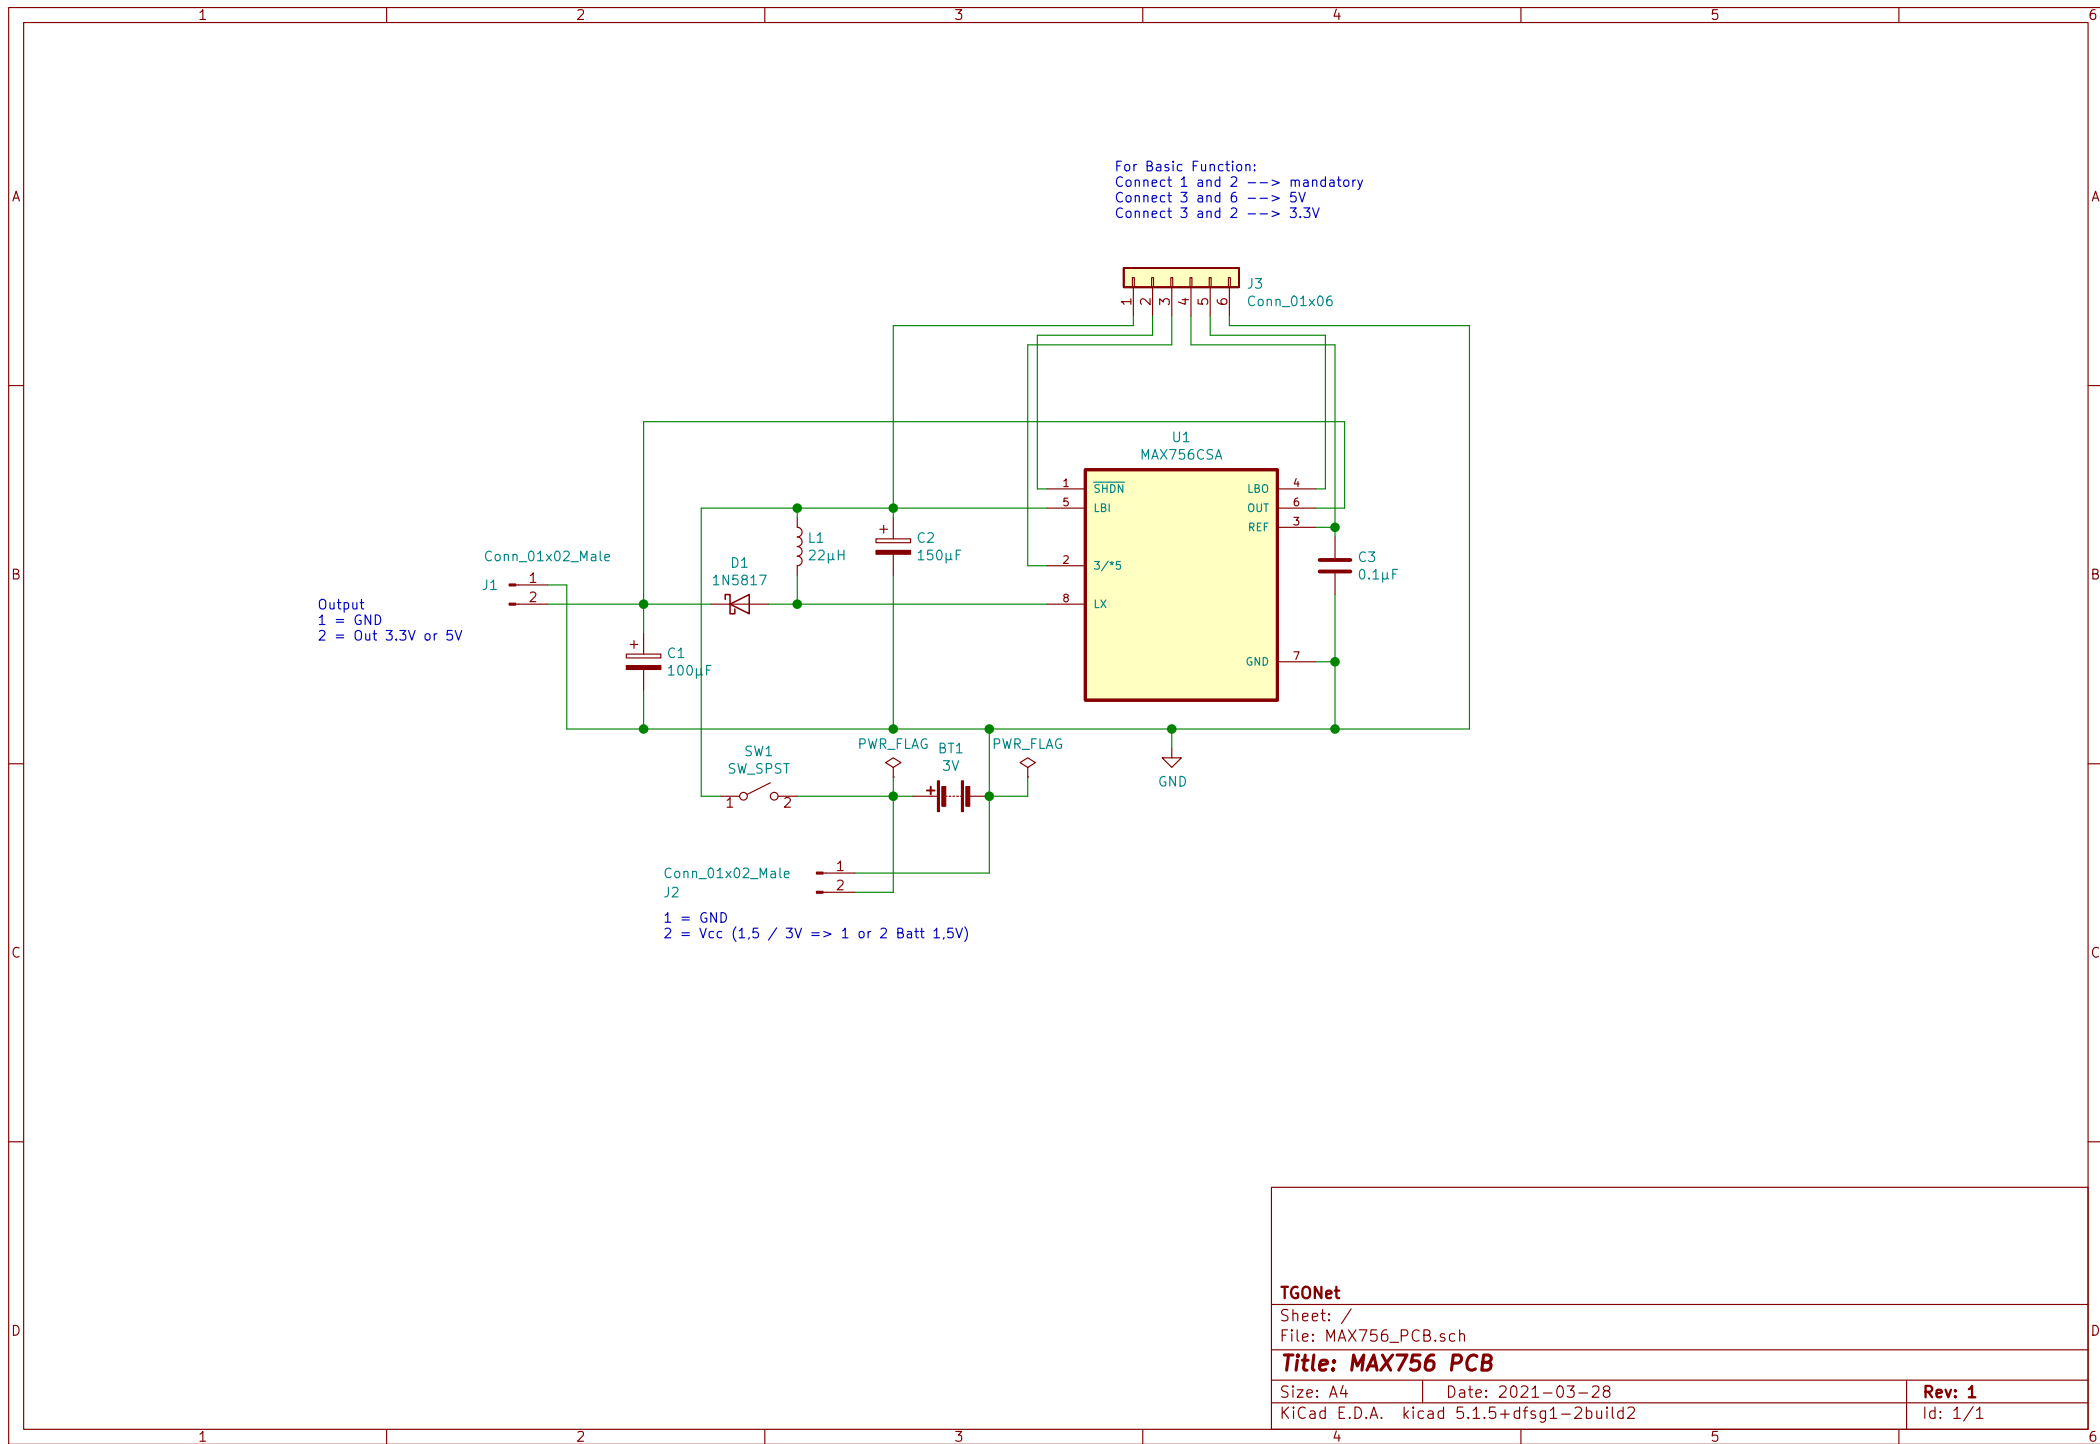 1 2 3 4 5 6
A A
For Basic Function:
Connect 1 and 2 --> mandatory
Connect 3 and 6 --> 5V
Connect 3 and 2 --> 3.3V
J3
Conn_01x06
1 2 3 4 5 6
U1
MAX756CSA
1 SHDN LBO 4
5 LBI OUT 6
REF 3
2 3/*5
8 LX
GND 7
+ C2
150µF
L1
22µH
C3
0.1µF
D1
1N5817
B B
Conn_01x02_Male
J1 1
2
Output
1 = GND
2 = Out 3.3V or 5V
+ C1
100µF
PWR_FLAG BT1 PWR_FLAG
3V
+
SW1
SW_SPST
1 2
GND
Conn_01x02_Male 1
J2 2
1 = GND
2 = Vcc (1,5 / 3V => 1 or 2 Batt 1,5V)
C C
TGONet
Sheet: /
File: MAX756_PCB.sch
D D
Title: MAX756 PCB
Size: A4 Date: 2021-03-28 Rev: 1
KiCad E.D.A. kicad 5.1.5+dfsg1-2build2 Id: 1/1
1 2 3 4 5 6